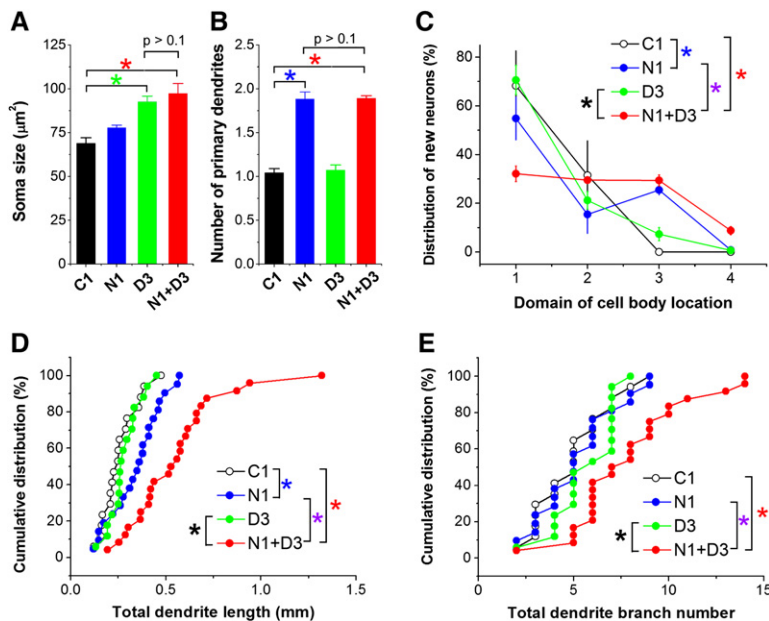 A
Soma size (µm²)
125
100
75
50
25
0
* 
*
p > 0.1
C1 N1 D3 N1+D3
B
Number of primary dendrites
2.5
2.0
1.5
1.0
0.5
0.0
p > 0.1
*
*
C1 N1 D3 N1+D3
C
Distribution of new neurons (%)
80
60
40
20
0
C1
N1
D3
N1+D3
* * * *
1 2 3 4
Domain of cell body location
D
Cumulative distribution (%)
100
80
60
40
20
0
C1
N1
D3
N1+D3
* * * *
0.0 0.5 1.0 1.5
Total dendrite length (mm)
E
Cumulative distribution (%)
100
80
60
40
20
0
C1
N1
D3
N1+D3
* * *
0 5 10 15
Total dendrite branch number